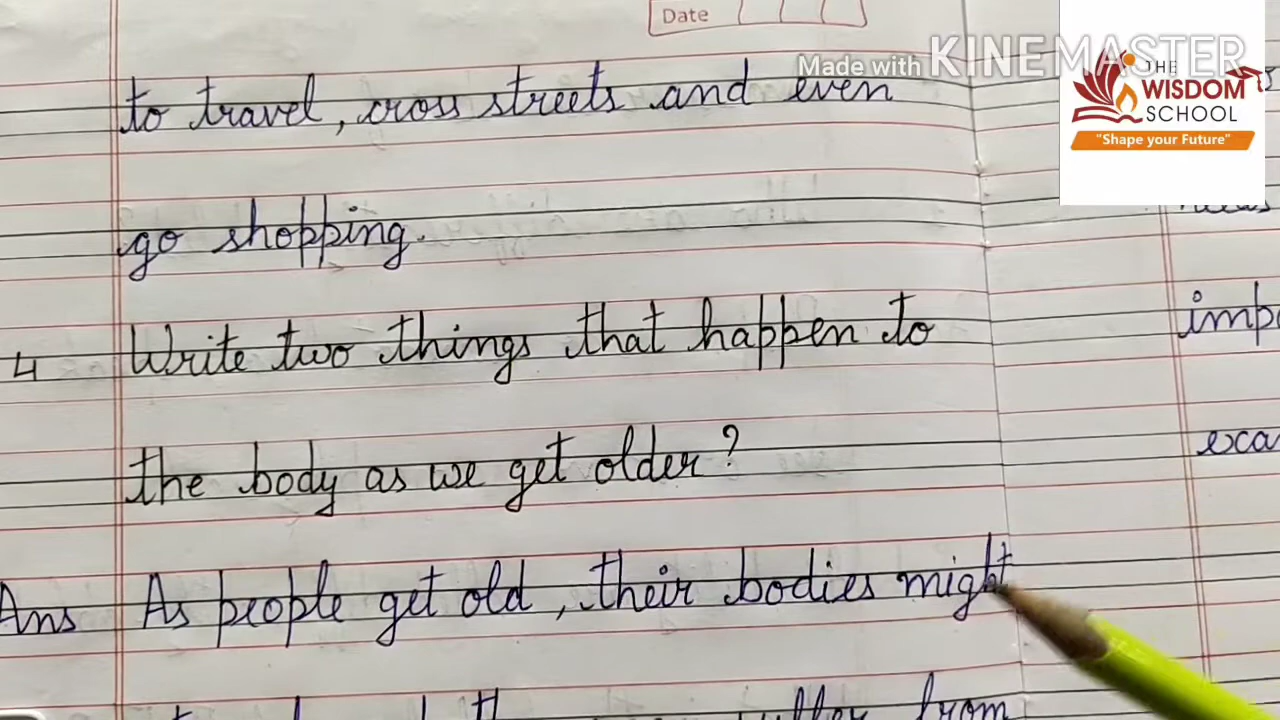 Date
Made with KINEMASTER
THE
WISDOM
SCHOOL
"Shape your Future"
to travel, cross streets and even
go shopping.
4 Write two things that happen to
the body as we get older?
Ans As people get old, their bodies might
from